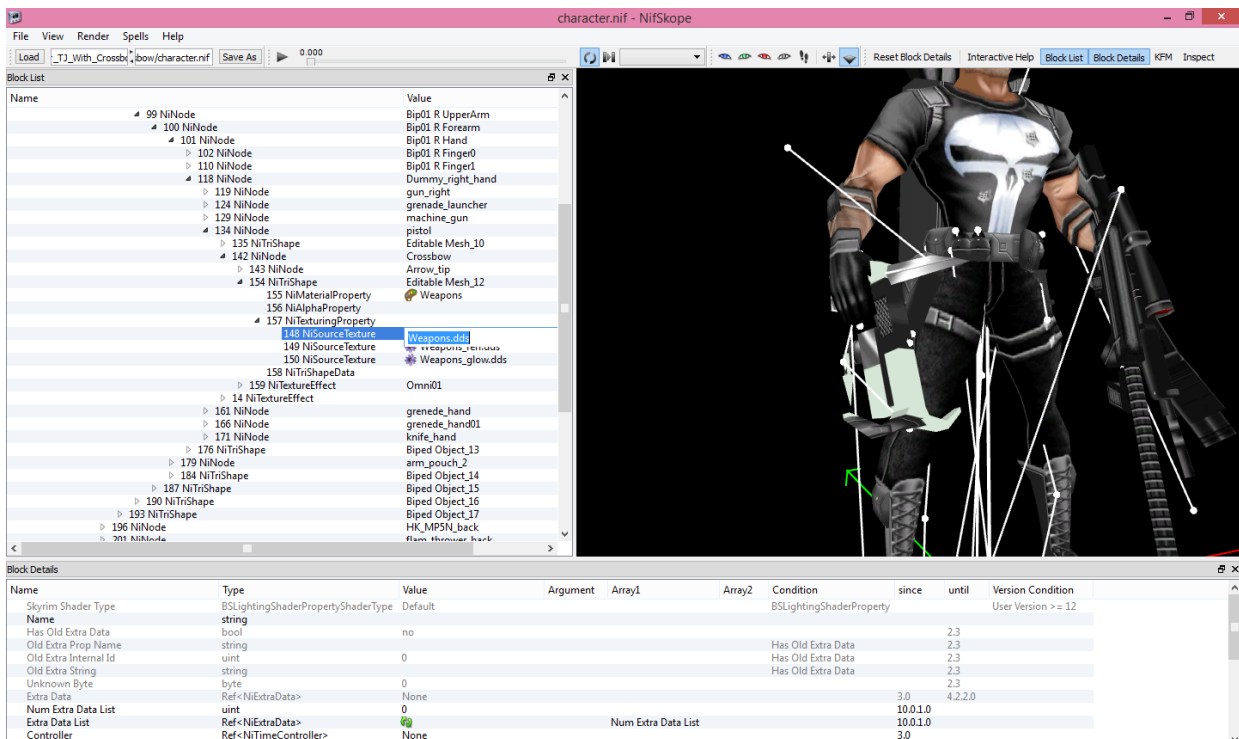 character.nif - NifSkope
File View Render Spells Help
Load _TJ_With_Crossbo bow/character.nif Save As 0.000 Reset Block Details Interactive Help Block List Block Details KFM Inspect
Block List
Name Value
99 NiNode Bip01 R UpperArm
100 NiNode Bip01 R Forearm
101 NiNode Bip01 R Hand
102 NiNode Bip01 R Finger0
110 NiNode Bip01 R Finger1
118 NiNode Dummy_right_hand
119 NiNode gun_right
124 NiNode grenade_launcher
129 NiNode machine_gun
134 NiNode pistol
135 NiTriShape Editable Mesh_10
142 NiNode Crossbow
143 NiNode Arrow_tip
154 NiTriShape Editable Mesh_12
155 NiMaterialProperty Weapons
156 NiAlphaProperty
157 NiTexturingProperty
148 NiSourceTexture Weapons.dds
149 NiSourceTexture Weapons_refl.dds
150 NiSourceTexture Weapons_glow.dds
158 NiTriShapeData
159 NiTextureEffect Omni01
14 NiTextureEffect
161 NiNode grenede_hand
166 NiNode grenede_hand01
171 NiNode knife_hand
176 NiTriShape Biped Object_13
179 NiNode arm_pouch_2
184 NiTriShape Biped Object_14
187 NiTriShape Biped Object_15
190 NiTriShape Biped Object_16
193 NiTriShape Biped Object_17
196 NiNode HK_MP5N_back
201 NiNode flam_thrower_back
Block Details
Name Type Value Argument Array1 Array2 Condition since until Version Condition
Skyrim Shader Type BSLightingShaderPropertyShaderType Default BSLightingShaderProperty User Version >= 12
Name string
Has Old Extra Data bool no 2.3
Old Extra Prop Name string Has Old Extra Data 2.3
Old Extra Internal Id uint 0 Has Old Extra Data 2.3
Old Extra String string Has Old Extra Data 2.3
Unknown Byte byte 0 2.3
Extra Data Ref<NiExtraData> None 3.0 4.2.2.0
Num Extra Data List uint 0 10.0.1.0
Extra Data List Ref<NiExtraData> Num Extra Data List 10.0.1.0
Controller Ref<NiTimeController> None 3.0